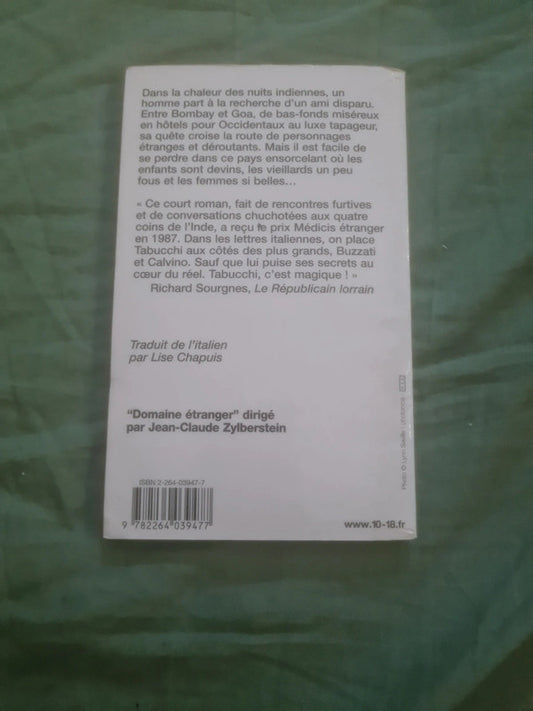 Dans la chaleur des nuits indiennes, un
homme part à la recherche d'un ami disparu.
Entre Bombay et Goa, de bas-fonds miséreux
en hôtels pour Occidentaux au luxe tapageur,
sa quête croise la route de personnages
étranges et déroutants. Mais il est facile de
se perdre dans ce pays ensorcelant où les
enfants sont devins, les vieillards un peu
fous et les femmes si belles...
« Ce court roman, fait de rencontres furtives
et de conversations chuchotées aux quatre
coins de l'Inde, a reçu le prix Médicis étranger
en 1987. Dans les lettres italiennes, on place
Tabucchi aux côtés des plus grands, Buzzati
et Calvino. Sauf que lui puise ses secrets au
cœur du réel. Tabucchi, c'est magique ! »
Richard Sourgnes, Le Républicain lorrain
Traduit de l'italien
par Lise Chapuis
"Domaine étranger" dirigé
par Jean-Claude Zylberstein
ISBN 2-264-03947-7
9 782264 039477
www.10-18.fr
Photo © Lynn Saville / photonica